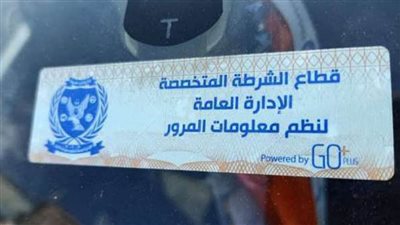 T
قطاع الشرطة المتخصصة
الإدارة العامة
لنظم معلومات المرور
Powered by GO+ PLUS